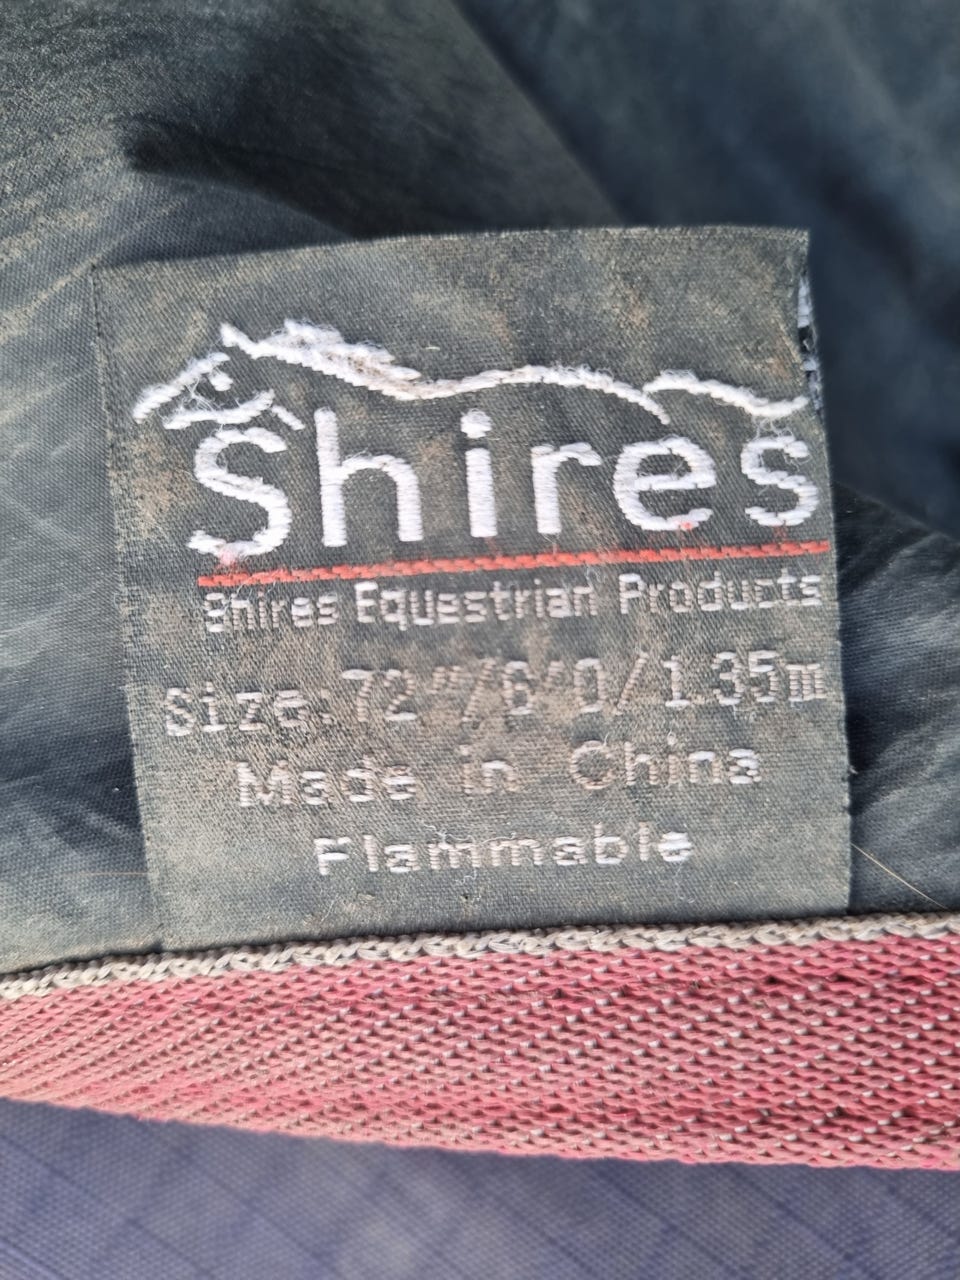 Shires
Shires Equestrian Products
Size:72"/6'0/1.35m
Made in China
Flammable